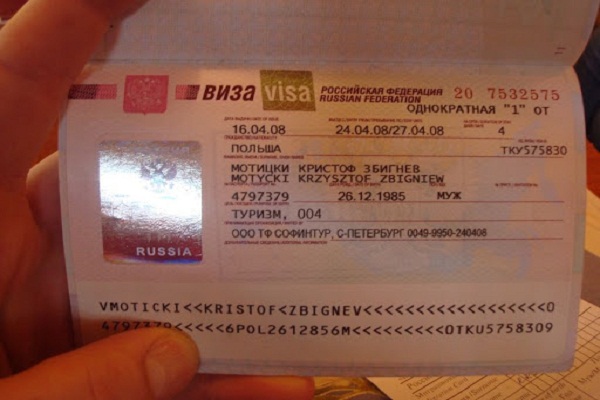 ВИЗА visa РОССИЙСКАЯ ФЕДЕРАЦИЯ 20 7532575
RUSSIAN FEDERATION
ОДНОКРАТНАЯ "1" ОТ
16.04.08 24.04.08/27.04.08 4
ПОЛЬША ТКУ575830
МОТИЦКИ КРИСТОФ ЗБИГНЕВ
MOTYCKI KRZYSZTOF ZBIGNIEW
4797379 26.12.1985 МУЖ
ТУРИЗМ, 004
ООО ТФ СОФИНТУР, С-ПЕТЕРБУРГ 0049-9950-240406
RUSSIA
VMOTICKI<<KRISTOF<ZBIGNEV<<<<<<<<<<<<<<<<<<0
4797379<<<<<6POL2612856M<<<<<<<<<0TKU5758309